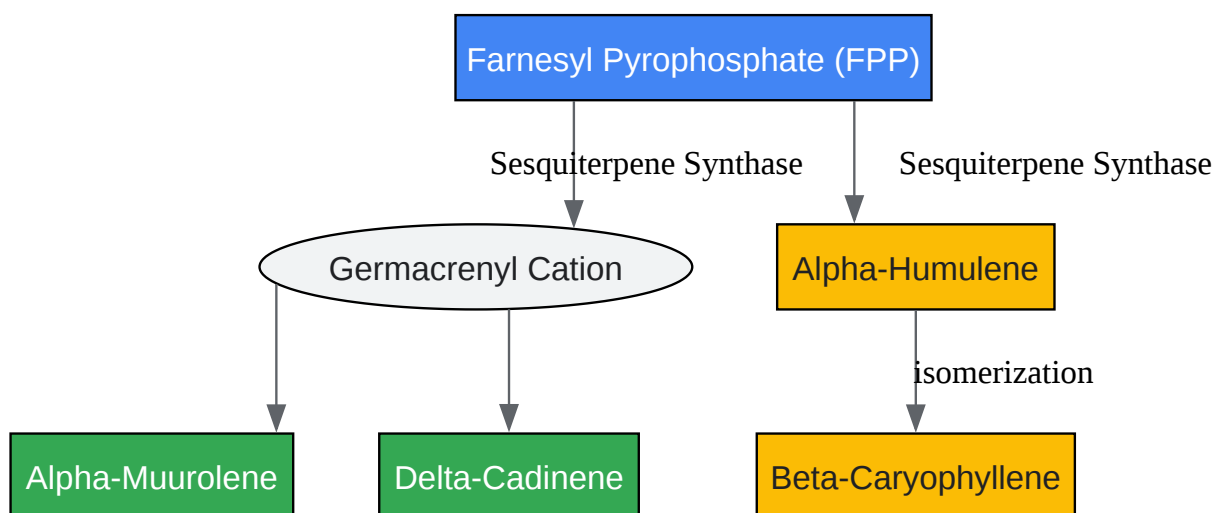 Farnesyl Pyrophosphate (FPP)
Sesquiterpene Synthase
Sesquiterpene Synthase
Germacrenyl Cation
Alpha-Humulene
isomerization
Alpha-Muurolene
Delta-Cadinene
Beta-Caryophyllene